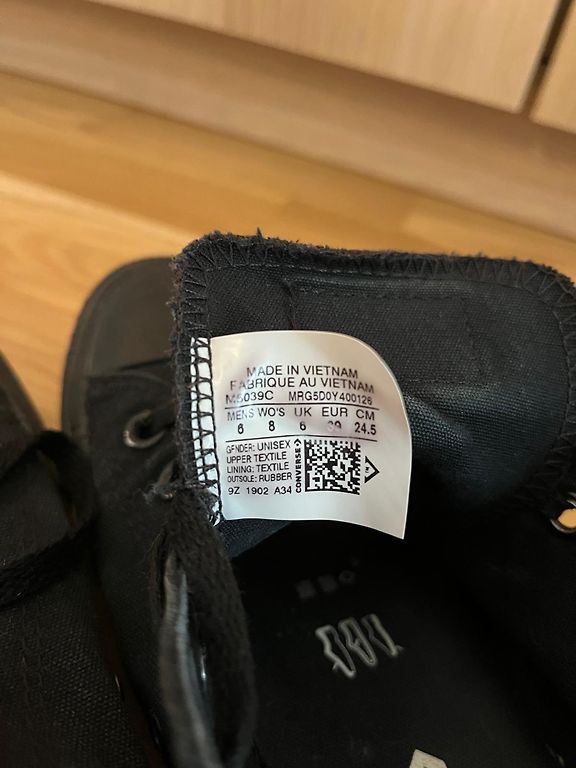 MADE IN VIETNAM
FABRIQUE AU VIETNAM
M5039C MRG5D0Y400126
MENS WO'S UK EUR CM
6 8 6 39 24.5
GENDER: UNISEX
UPPER TEXTILE
LINING: TEXTILE
OUTSOLE: RUBBER
9Z 1902 A34
CONVERSE